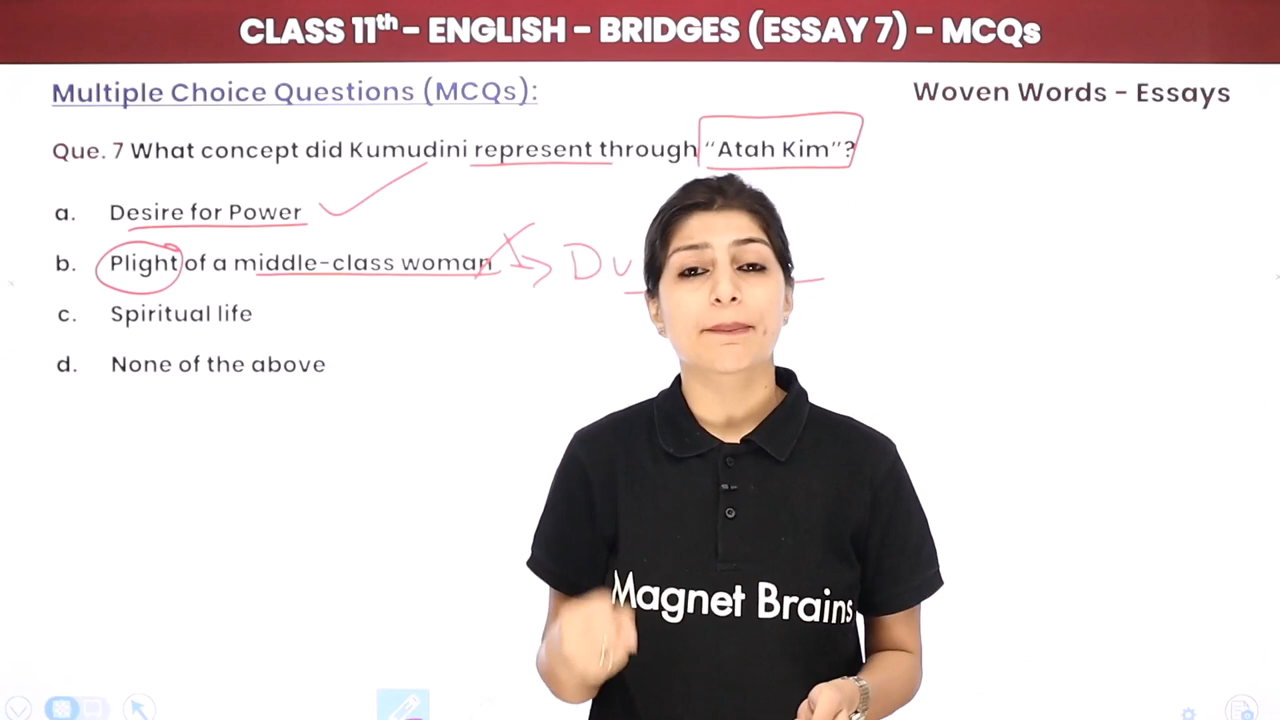 CLASS 11th – ENGLISH – BRIDGES (ESSAY 7) – MCQs
Multiple Choice Questions (MCQs):
Woven Words – Essays
Que. 7 What concept did Kumudini represent through “Atah Kim”?
a. Desire for Power
b. Plight of a middle-class woman
c. Spiritual life
d. None of the above
Magnet Brains